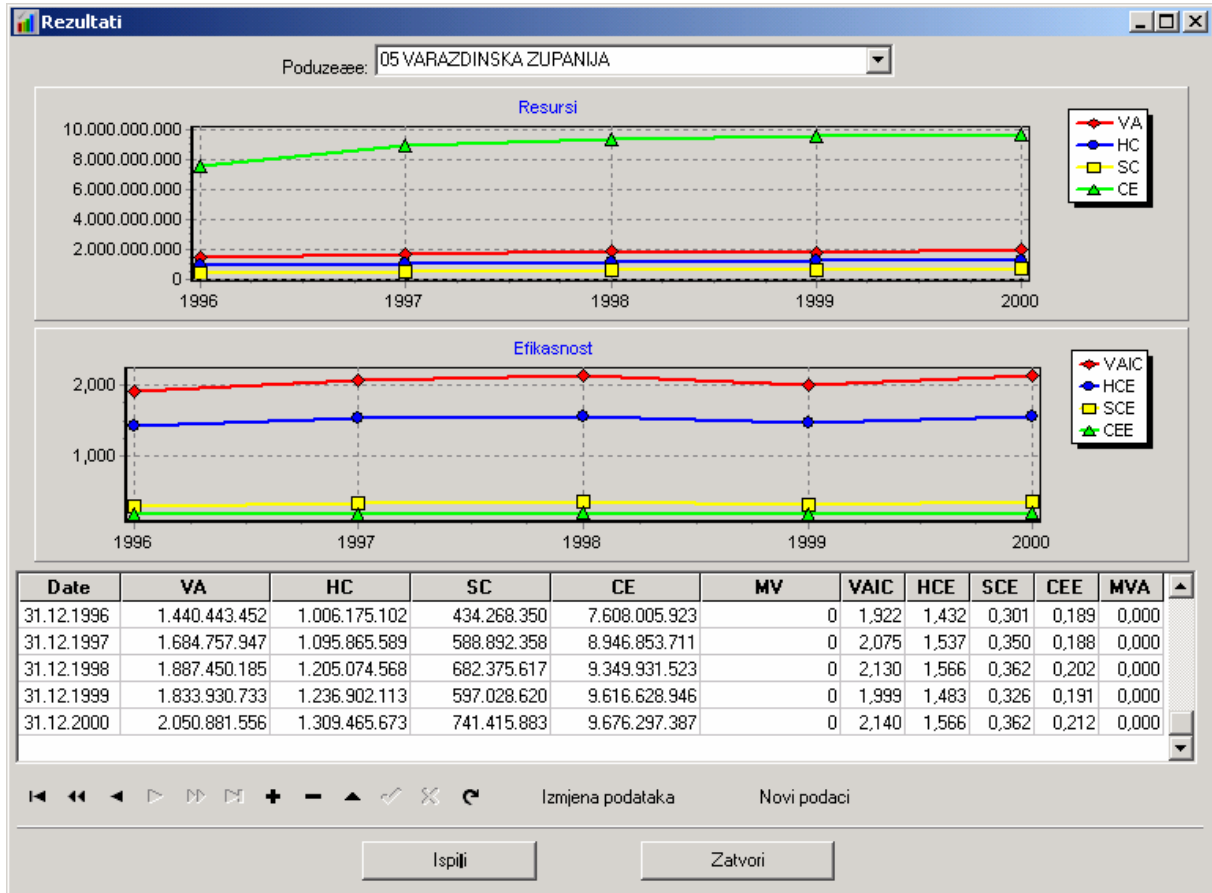 Rezultati
Poduzeæe: 05 VARAZDINSKA ZUPANIJA
Resursi
10.000.000.000
8.000.000.000
6.000.000.000
4.000.000.000
2.000.000.000
0
1996 1997 1998 1999 2000
VA
HC
SC
CE
Efikasnost
2,000
1,000
1996 1997 1998 1999 2000
VAIC
HCE
SCE
CEE
Date VA HC SC CE MV VAIC HCE SCE CEE MVA
31.12.1996 1.440.443.452 1.006.175.102 434.268.350 7.608.005.923 0 1,922 1,432 0,301 0,189 0,000
31.12.1997 1.684.757.947 1.095.865.589 588.892.358 8.946.853.711 0 2,075 1,537 0,350 0,188 0,000
31.12.1998 1.887.450.185 1.205.074.568 682.375.617 9.349.931.523 0 2,130 1,566 0,362 0,202 0,000
31.12.1999 1.833.930.733 1.236.902.113 597.028.620 9.616.628.946 0 1,999 1,483 0,326 0,191 0,000
31.12.2000 2.050.881.556 1.309.465.673 741.415.883 9.676.297.387 0 2,140 1,566 0,362 0,212 0,000
Izmjena podataka Novi podaci
Ispiši Zatvori